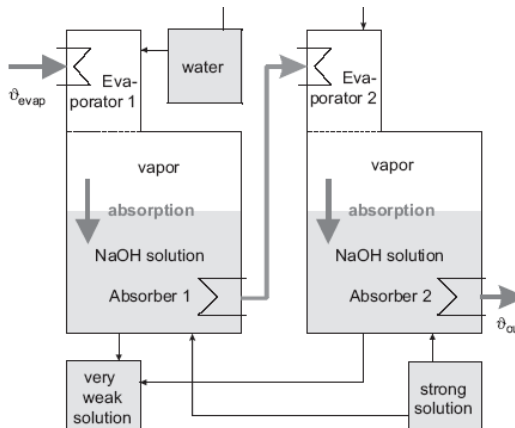 water
Eva-
porator 1
Eva-
porator 2
ϑevap
vapor
vapor
absorption
absorption
NaOH solution
NaOH solution
Absorber 1
Absorber 2
very
weak
solution
strong
solution